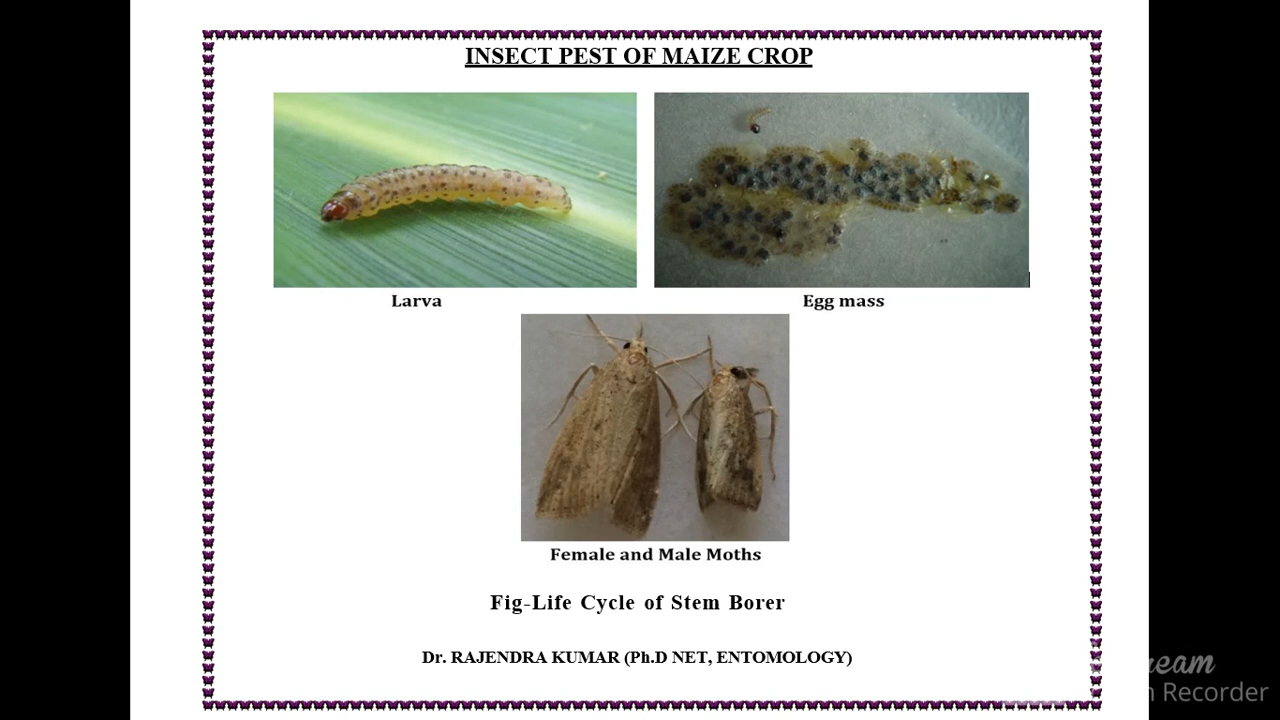 INSECT PEST OF MAIZE CROP
Larva
Egg mass
Female and Male Moths
Fig-Life Cycle of Stem Borer
Dr. RAJENDRA KUMAR (Ph.D NET, ENTOMOLOGY)
Recorder